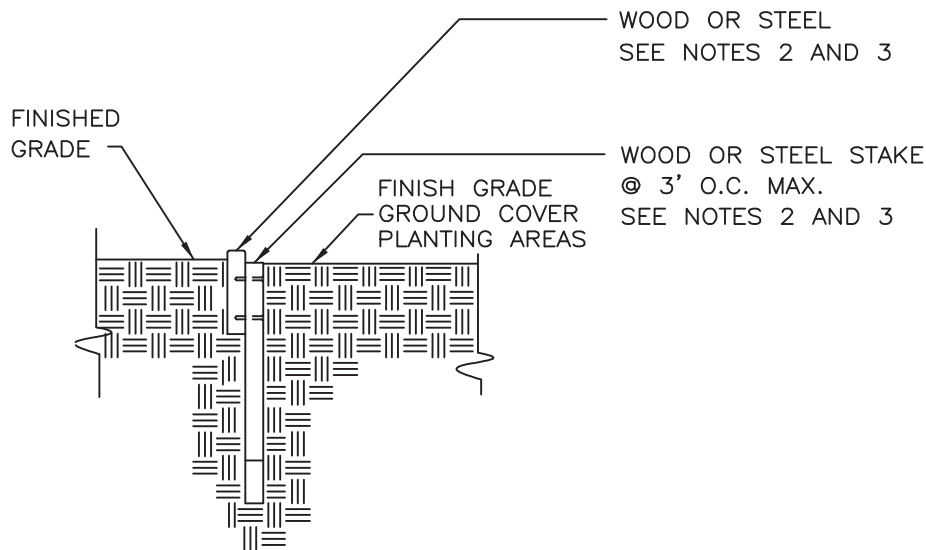 WOOD OR STEEL
SEE NOTES 2 AND 3
FINISHED
GRADE
WOOD OR STEEL STAKE
@ 3' O.C. MAX.
SEE NOTES 2 AND 3
FINISH GRADE
GROUND COVER
PLANTING AREAS